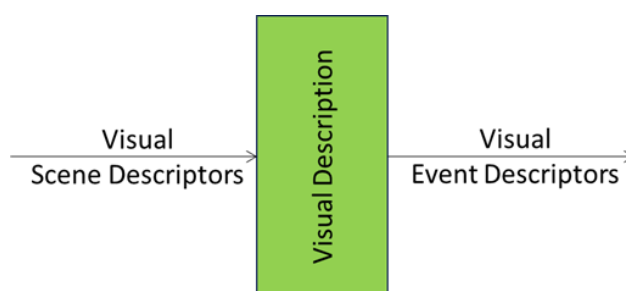 Visual
Scene Descriptors
Visual Description
Visual
Event Descriptors